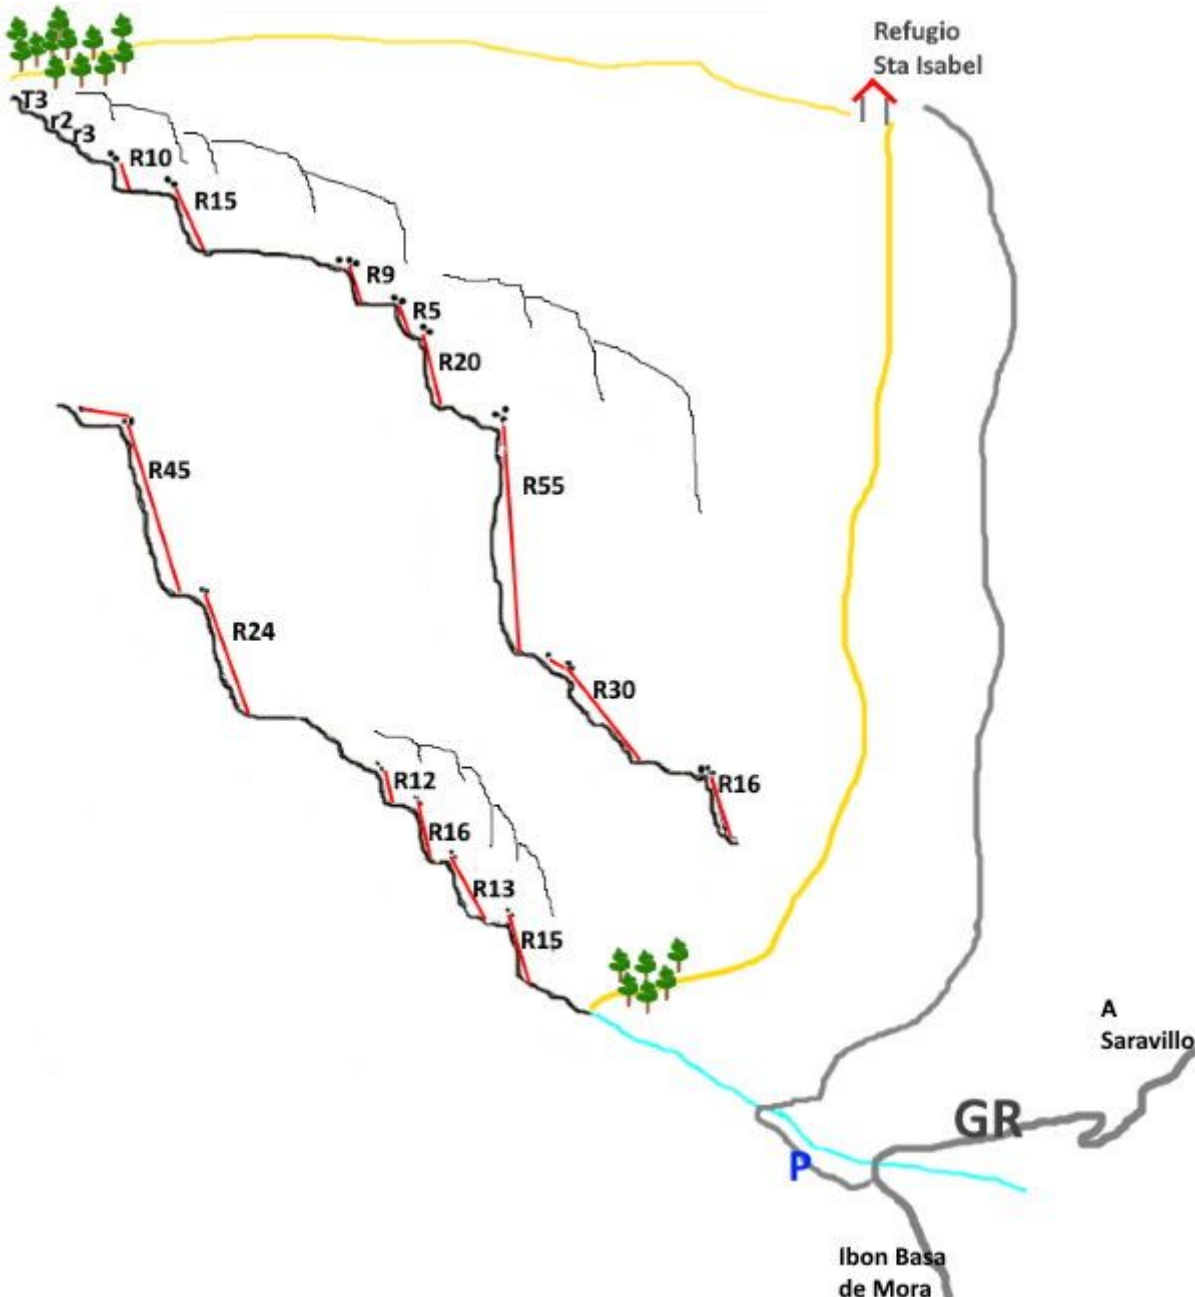 Refugio
Sta Isabel
T3
r2
r3
R10
R15
R9
R5
R20
R55
R30
R16
R45
R24
R12
R16
R13
R15
A
Saravillo
GR
P
Ibon Basa
de Mora